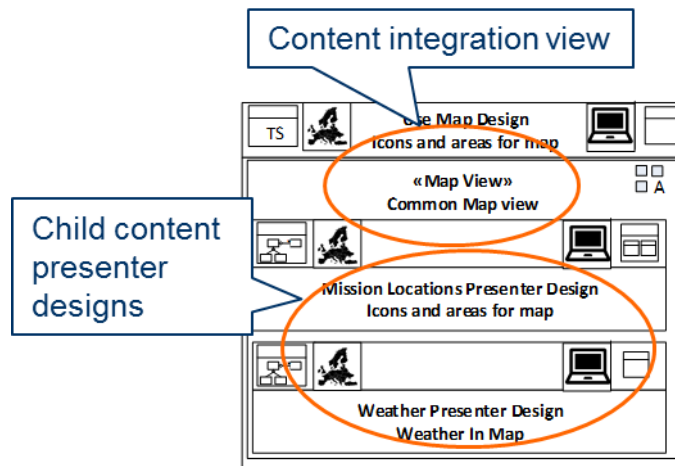 Content integration view
TS
Use Map Design
Icons and areas for map
«Map View»
Common Map view
A
Child content
presenter
designs
Mission Locations Presenter Design
Icons and areas for map
Weather Presenter Design
Weather In Map